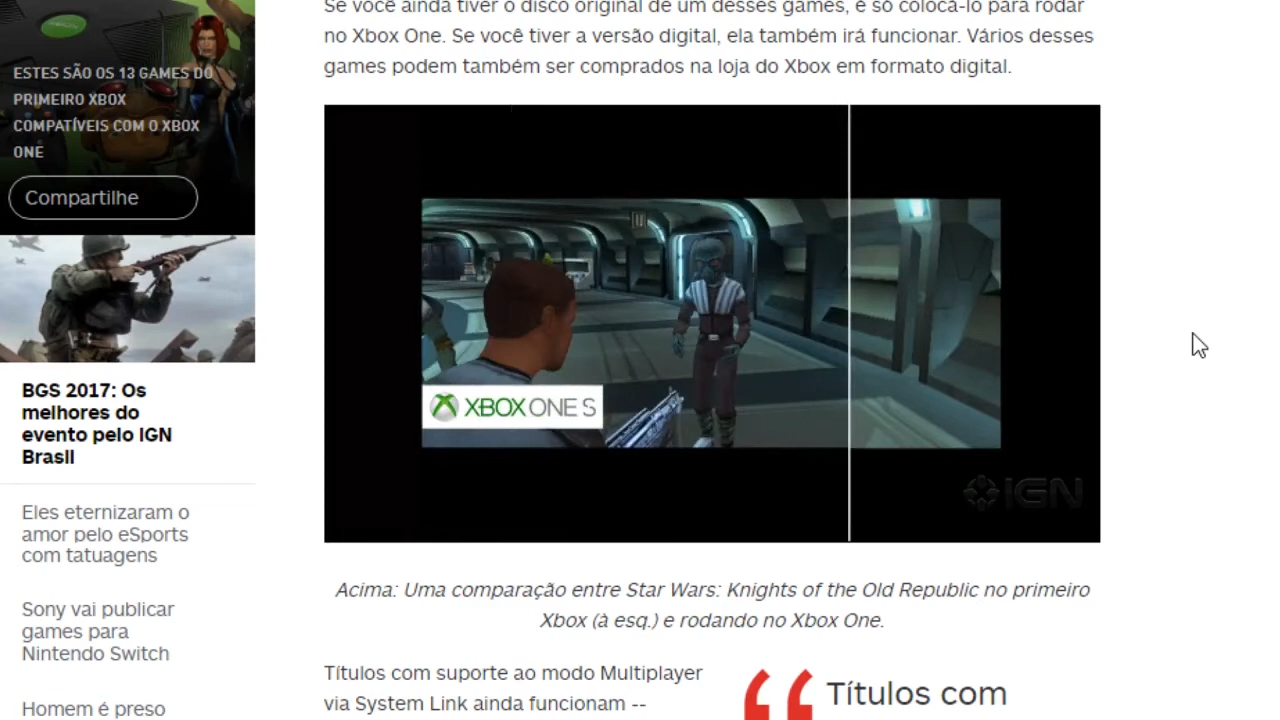 ESTES SÃO OS 13 GAMES DO
PRIMEIRO XBOX
COMPATÍVEIS COM O XBOX
ONE
Compartilhe
BGS 2017: Os
melhores do
evento pelo IGN
Brasil
Eles eternizaram o
amor pelo eSports
com tatuagens
Sony vai publicar
games para
Nintendo Switch
Homem é preso
Se você ainda tiver o disco original de um desses games, é só colocá-lo para rodar
no Xbox One. Se você tiver a versão digital, ela também irá funcionar. Vários desses
games podem também ser comprados na loja do Xbox em formato digital.
XBOX ONE S
IGN
Acima: Uma comparação entre Star Wars: Knights of the Old Republic no primeiro
Xbox (à esq.) e rodando no Xbox One.
Títulos com suporte ao modo Multiplayer
via System Link ainda funcionam --
“ Títulos com